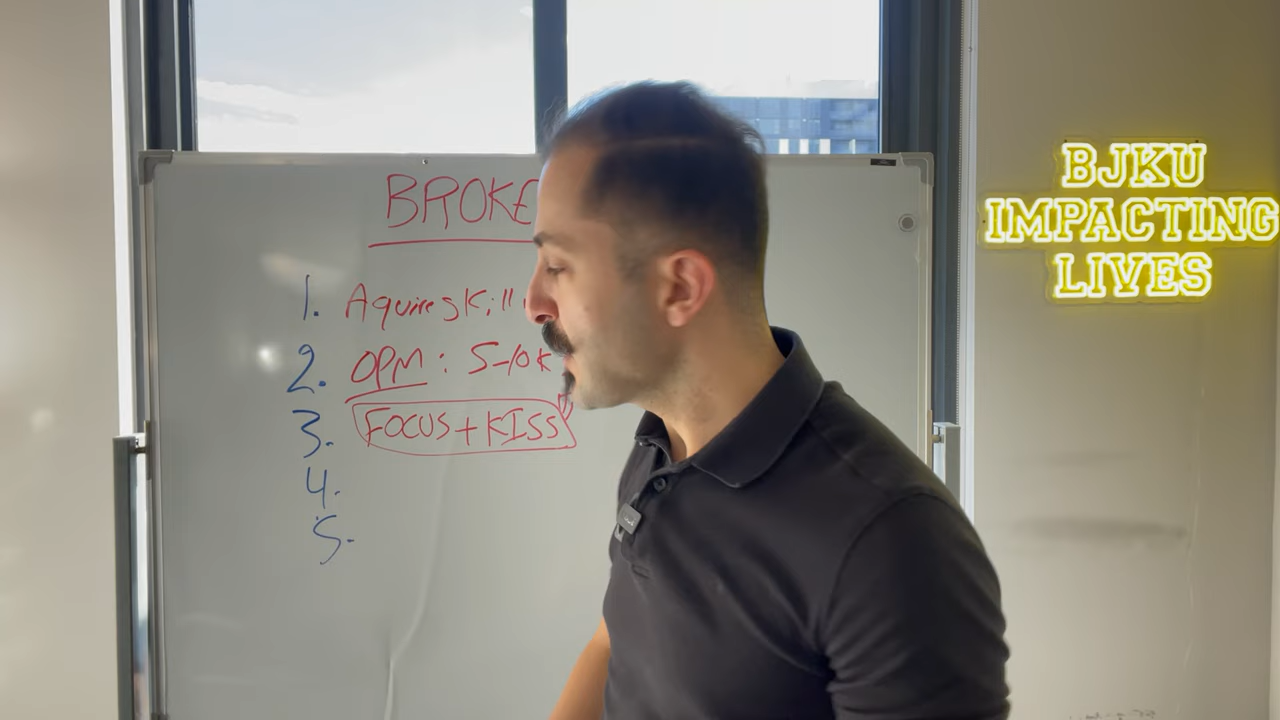 BROKE
1. Aquire skill
2. OPM: 5-10K
3. FOCUS + KISS
4.
5.
BJKU
IMPACTING
LIVES